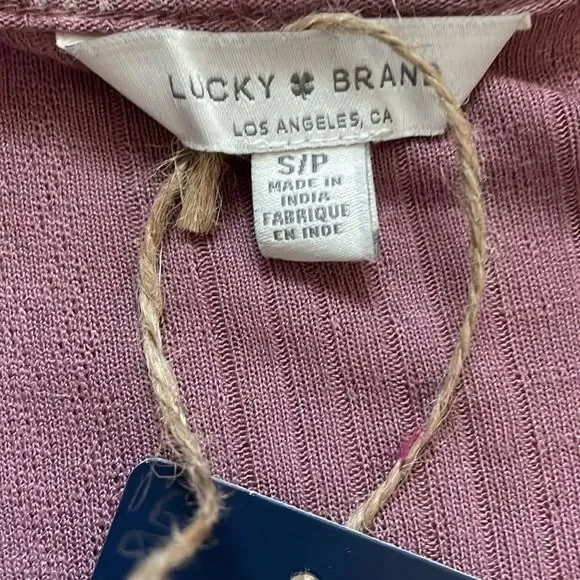 LUCKY BRAND
LOS ANGELES, CA
S/P
MADE IN
INDIA
FABRIQUE
EN INDE